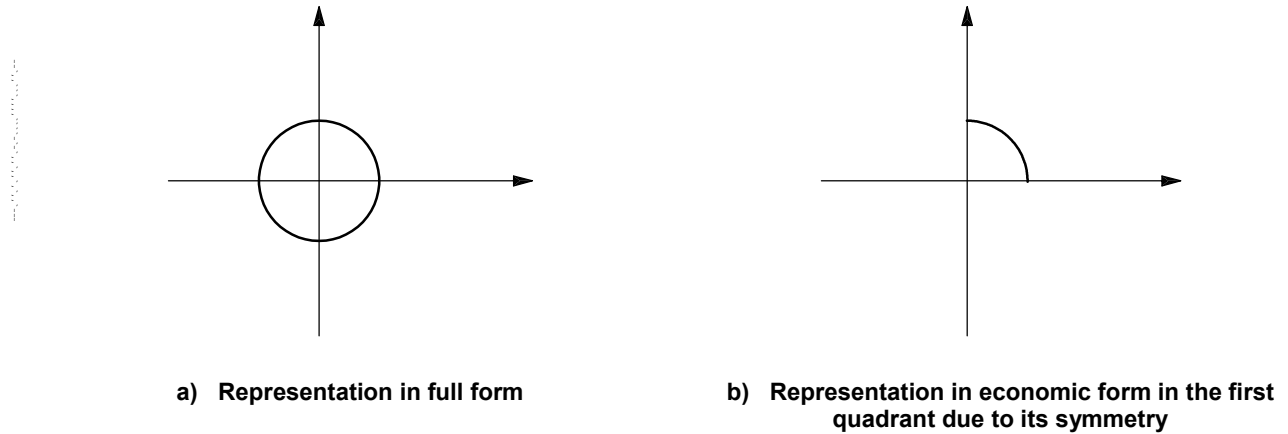 a) Representation in full form
b) Representation in economic form in the first
quadrant due to its symmetry